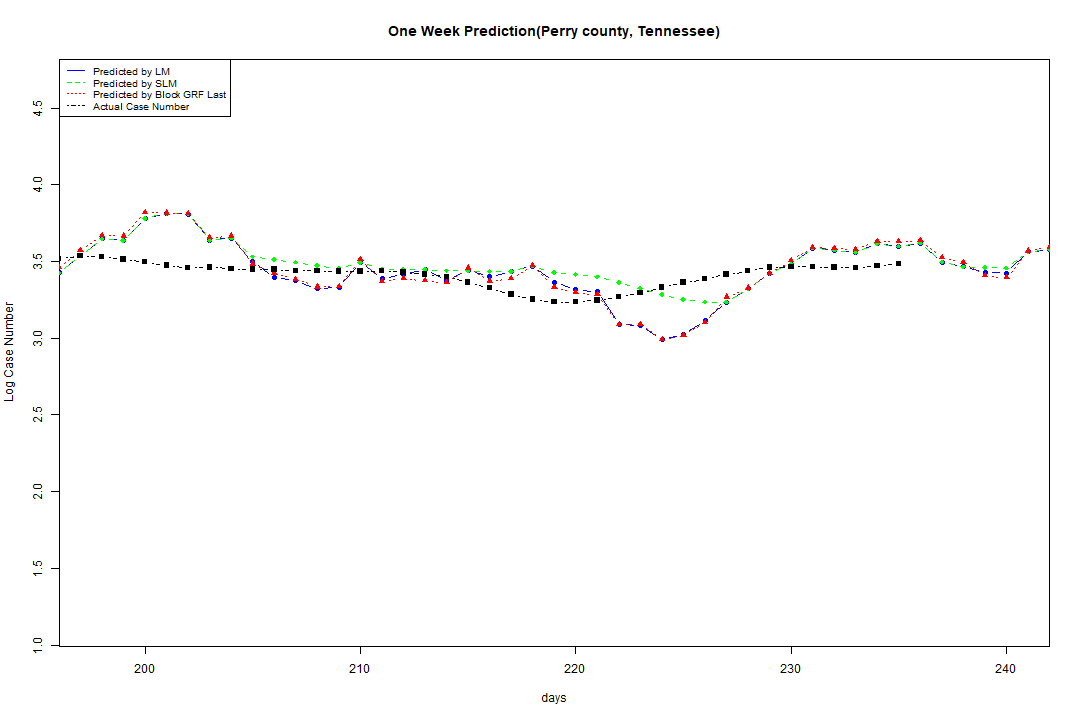 One Week Prediction(Perry county, Tennessee)
Predicted by LM
Predicted by SLM
Predicted by Block GRF Last
Actual Case Number
4.5
4.0
3.5
3.0
2.5
2.0
1.5
1.0
Log Case Number
200 210 220 230 240
days